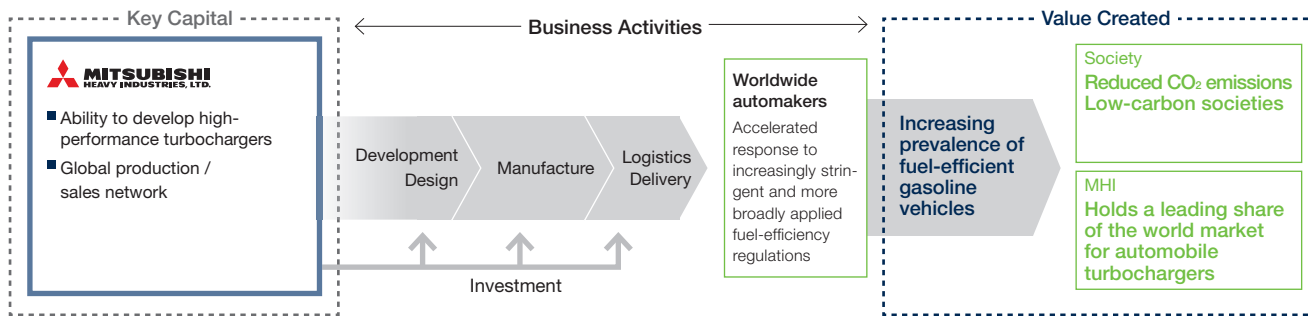 Key Capital
MITSUBISHI
HEAVY INDUSTRIES, LTD.
Ability to develop high-
performance turbochargers
Global production /
sales network
Business Activities
Development
Design
Manufacture
Logistics
Delivery
Investment
Worldwide
automakers
Accelerated
response to
increasingly strin-
gent and more
broadly applied
fuel-efficiency
regulations
Value Created
Increasing
prevalence of
fuel-efficient
gasoline
vehicles
Society
Reduced CO₂ emissions
Low-carbon societies
MHI
Holds a leading share
of the world market
for automobile
turbochargers